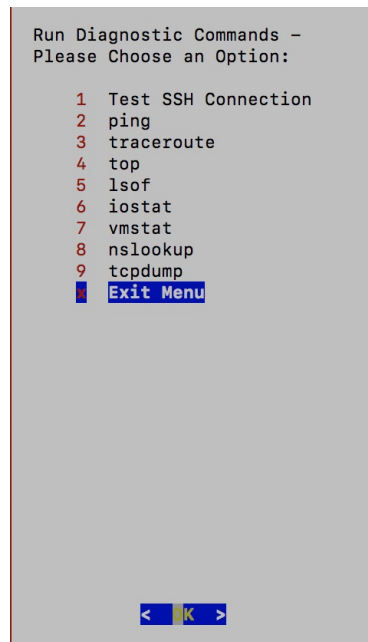 Run Diagnostic Commands –
Please Choose an Option:
1 Test SSH Connection
2 ping
3 traceroute
4 top
5 lsof
6 iostat
7 vmstat
8 nslookup
9 tcpdump
x Exit Menu
< OK >